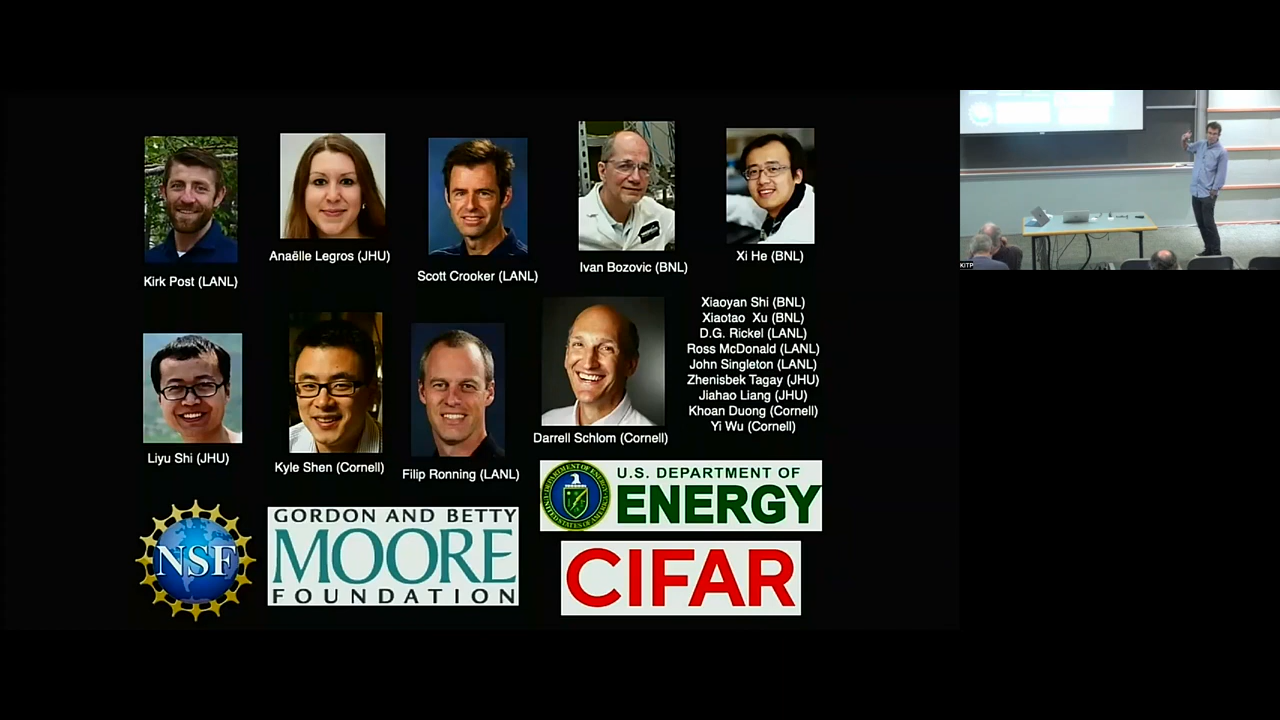 Kirk Post (LANL)
Anaëlle Legros (JHU)
Scott Crooker (LANL)
Ivan Bozovic (BNL)
Xi He (BNL)
Liyu Shi (JHU)
Kyle Shen (Cornell)
Filip Ronning (LANL)
Darrell Schlom (Cornell)
Xiaoyan Shi (BNL)
Xiaotao Xu (BNL)
D.G. Rickel (LANL)
Ross McDonald (LANL)
John Singleton (LANL)
Zhenisbek Tagay (JHU)
Jiahao Liang (JHU)
Khoan Duong (Cornell)
Yi Wu (Cornell)
NSF
GORDON AND BETTY
MOORE
FOUNDATION
U.S. DEPARTMENT OF
ENERGY
CIFAR
KITP